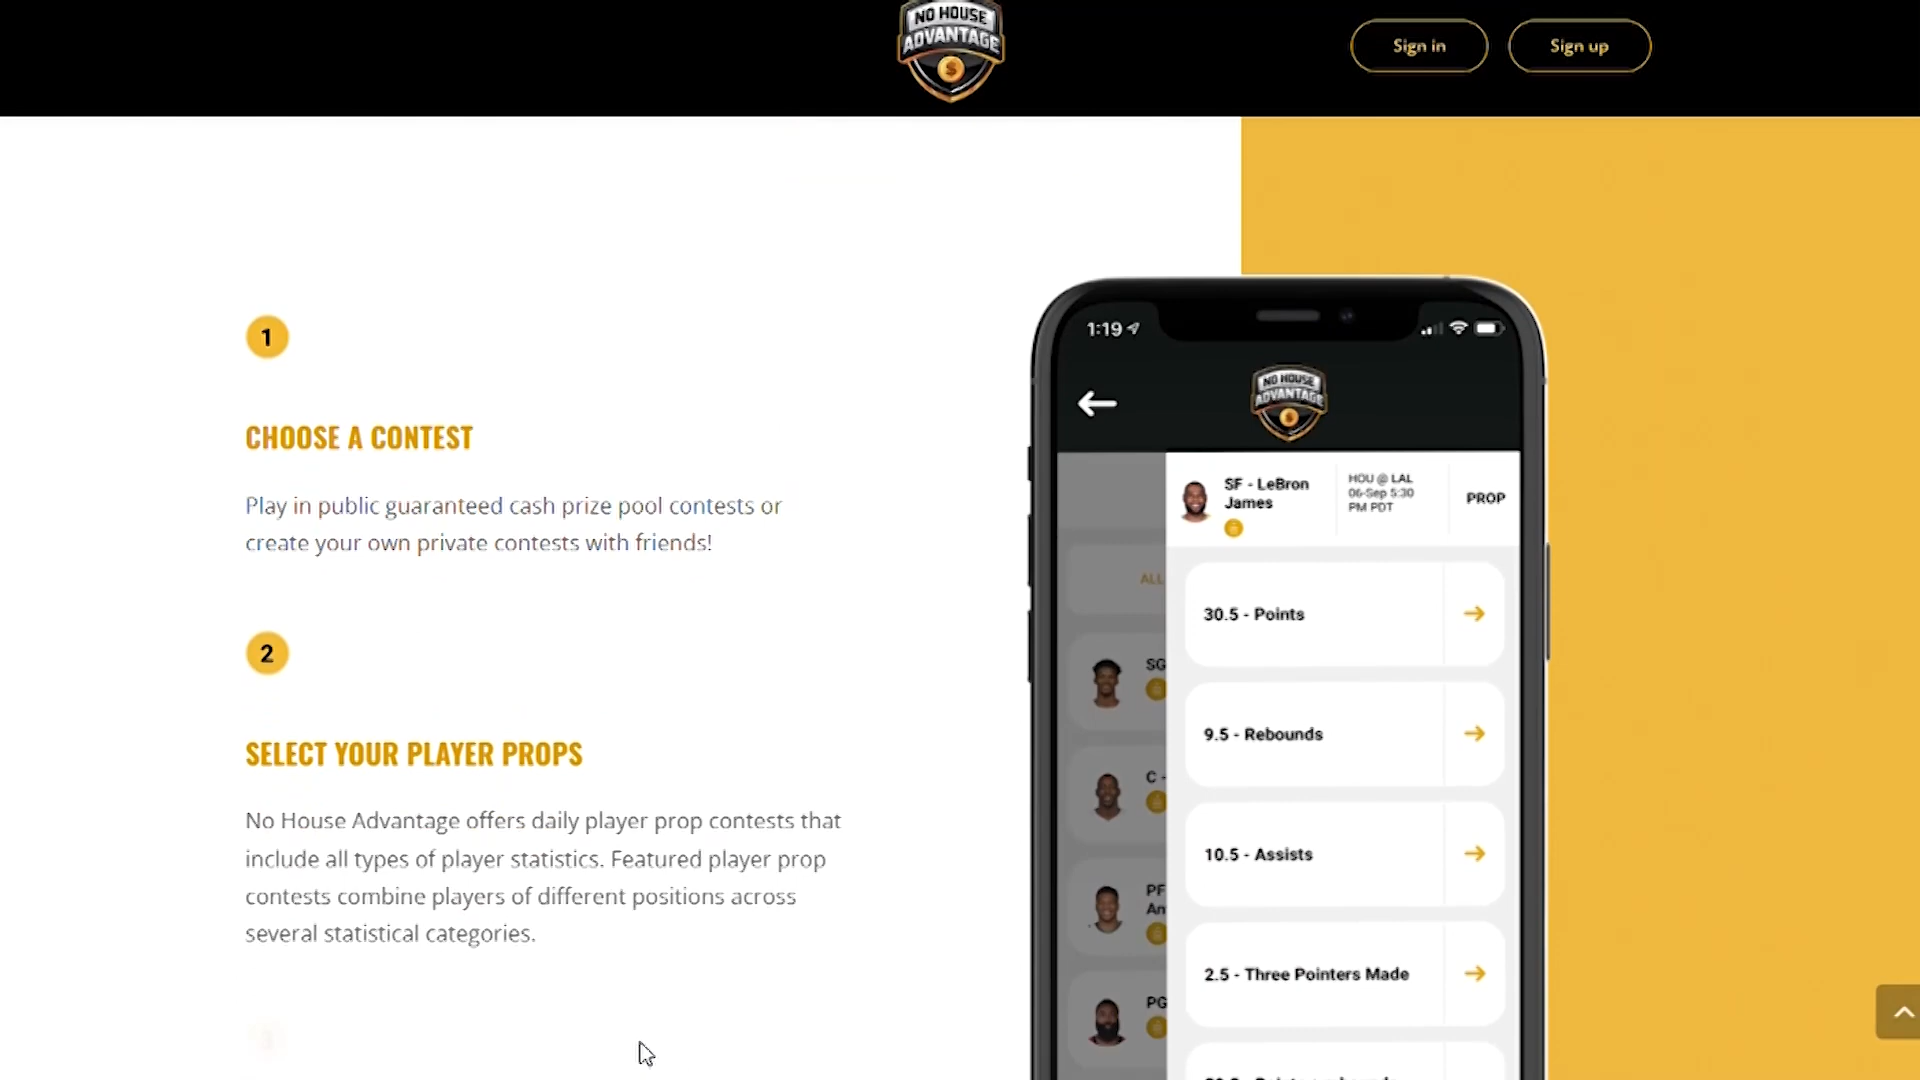 NO HOUSE
ADVANTAGE
$
Sign in
Sign up
1
CHOOSE A CONTEST
Play in public guaranteed cash prize pool contests or
create your own private contests with friends!
2
SELECT YOUR PLAYER PROPS
No House Advantage offers daily player prop contests that
include all types of player statistics. Featured player prop
contests combine players of different positions across
several statistical categories.
1:19
NO HOUSE
ADVANTAGE
$
SF - LeBron
James
HOU @ LAL
06-Sep 5:30
PM PDT
PROP
ALL
30.5 - Points
SG
9.5 - Rebounds
C -
10.5 - Assists
PF
An
2.5 - Three Pointers Made
PG